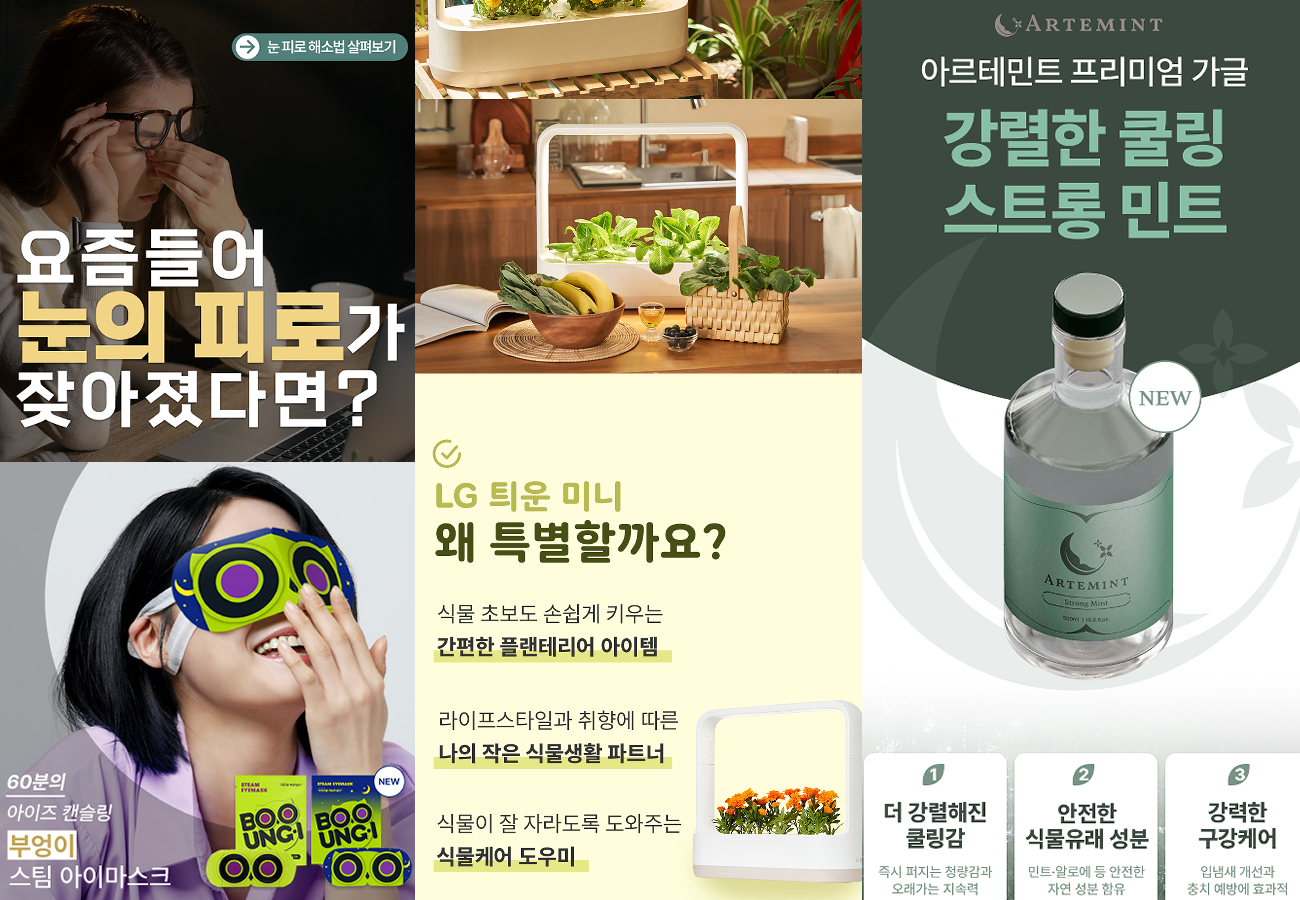 눈 피로 해소법 살펴보기
요즘들어
눈의 피로가
잦아졌다면?
60분의
아이즈 캔슬링
부엉이
스팀 아이마스크
STEAM
EYEMASK
BOO
UNG·I
STEAM EYEMASK
BOO
UNG·I
NEW
LG 틔운 미니
왜 특별할까요?
식물 초보도 손쉽게 키우는
간편한 플랜테리어 아이템
라이프스타일과 취향에 따른
나의 작은 식물생활 파트너
식물이 잘 자라도록 도와주는
식물케어 도우미
ARTEMINT
아르테민트 프리미엄 가글
강렬한 쿨링
스트롱 민트
NEW
ARTEMINT
Strong Mint
1
더 강렬해진
쿨링감
즉시 퍼지는 청량감과
오래가는 지속력
2
안전한
식물유래 성분
민트·알로에 등 안전한
자연 성분 함유
3
강력한
구강케어
입냄새 개선과
충치 예방에 효과적